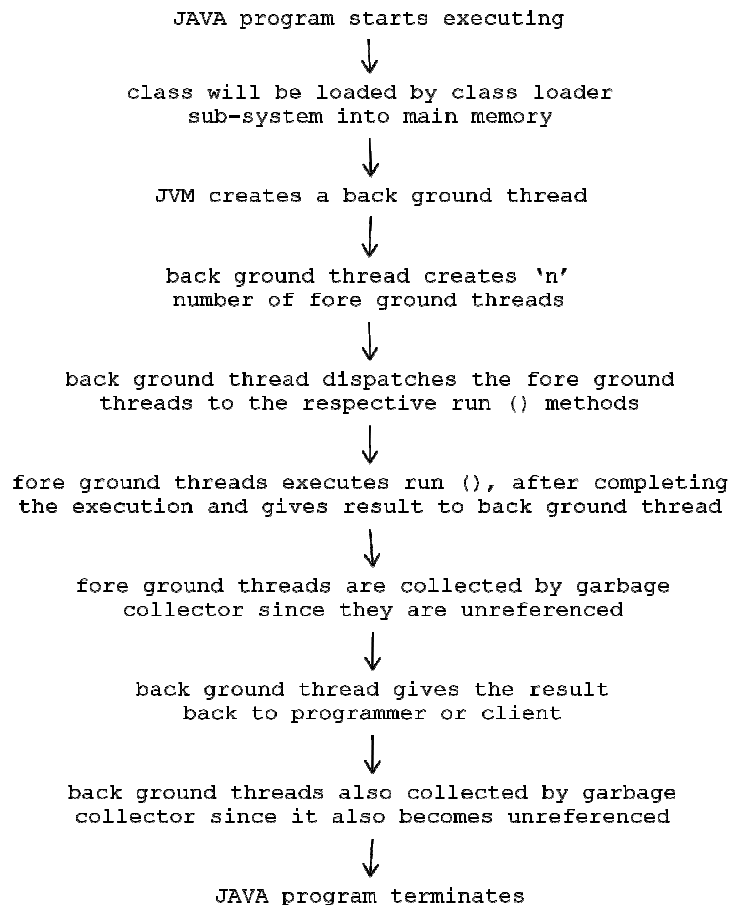 JAVA program starts executing
class will be loaded by class loader
sub-system into main memory
JVM creates a back ground thread
back ground thread creates ‘n’
number of fore ground threads
back ground thread dispatches the fore ground
threads to the respective run () methods
fore ground threads executes run (), after completing
the execution and gives result to back ground thread
fore ground threads are collected by garbage
collector since they are unreferenced
back ground thread gives the result
back to programmer or client
back ground threads also collected by garbage
collector since it also becomes unreferenced
JAVA program terminates